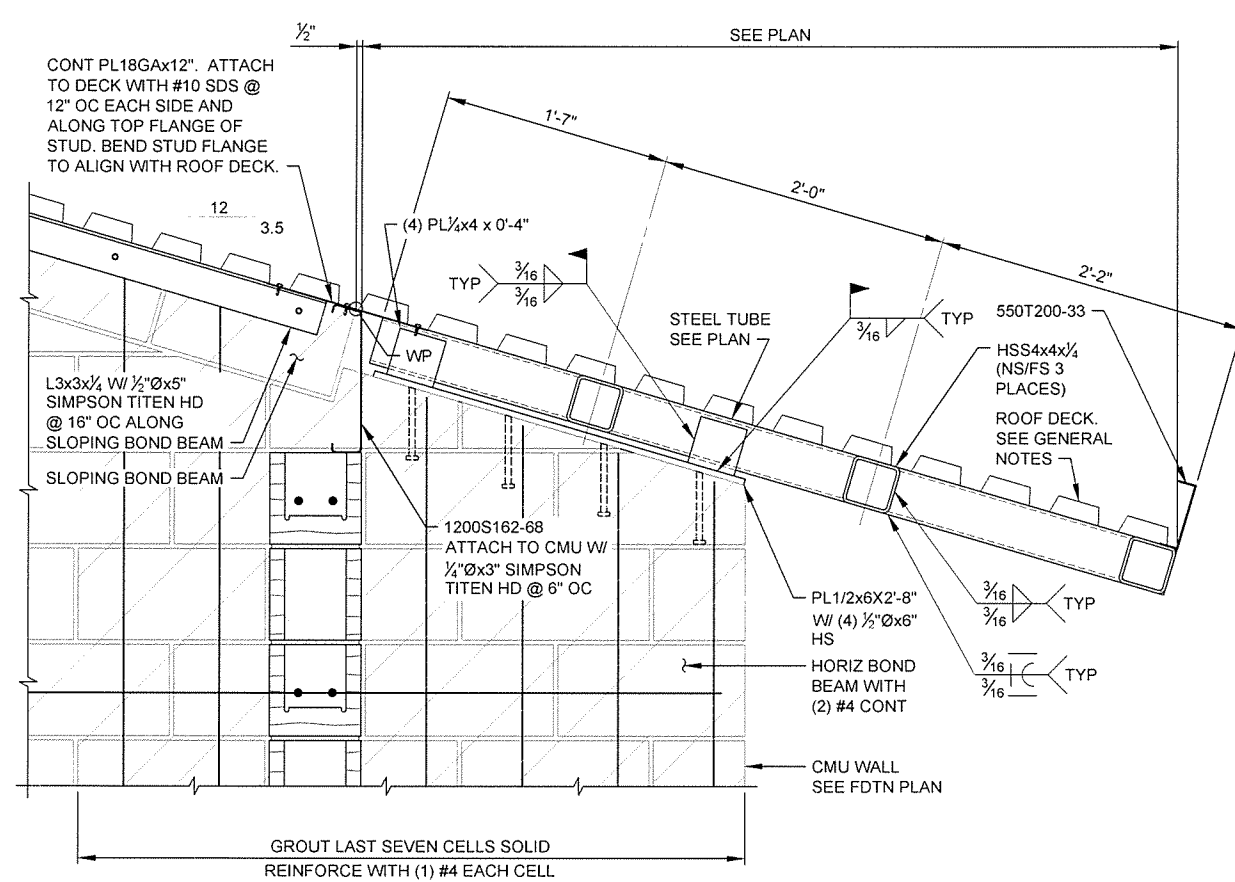 ½"
SEE PLAN
CONT PL18GAx12". ATTACH
TO DECK WITH #10 SDS @
12" OC EACH SIDE AND
ALONG TOP FLANGE OF
STUD. BEND STUD FLANGE
TO ALIGN WITH ROOF DECK.
1'-7"
2'-0"
2'-2"
12
3.5
(4) PL¼x4 x 0'-4"
TYP
3/16
3/16
3/16
TYP
STEEL TUBE
SEE PLAN
550T200-33
WP
HSS4x4x¼
(NS/FS 3
PLACES)
L3x3x¼ W/ ½"Øx5"
SIMPSON TITEN HD
@ 16" OC ALONG
SLOPING BOND BEAM
ROOF DECK.
SEE GENERAL
NOTES
SLOPING BOND BEAM
1200S162-68
ATTACH TO CMU W/
¼"Øx3" SIMPSON
TITEN HD @ 6" OC
PL1/2x6X2'-8"
W/ (4) ½"Øx6"
HS
3/16
3/16
TYP
HORIZ BOND
BEAM WITH
(2) #4 CONT
3/16
3/16
TYP
CMU WALL
SEE FDTN PLAN
GROUT LAST SEVEN CELLS SOLID
REINFORCE WITH (1) #4 EACH CELL